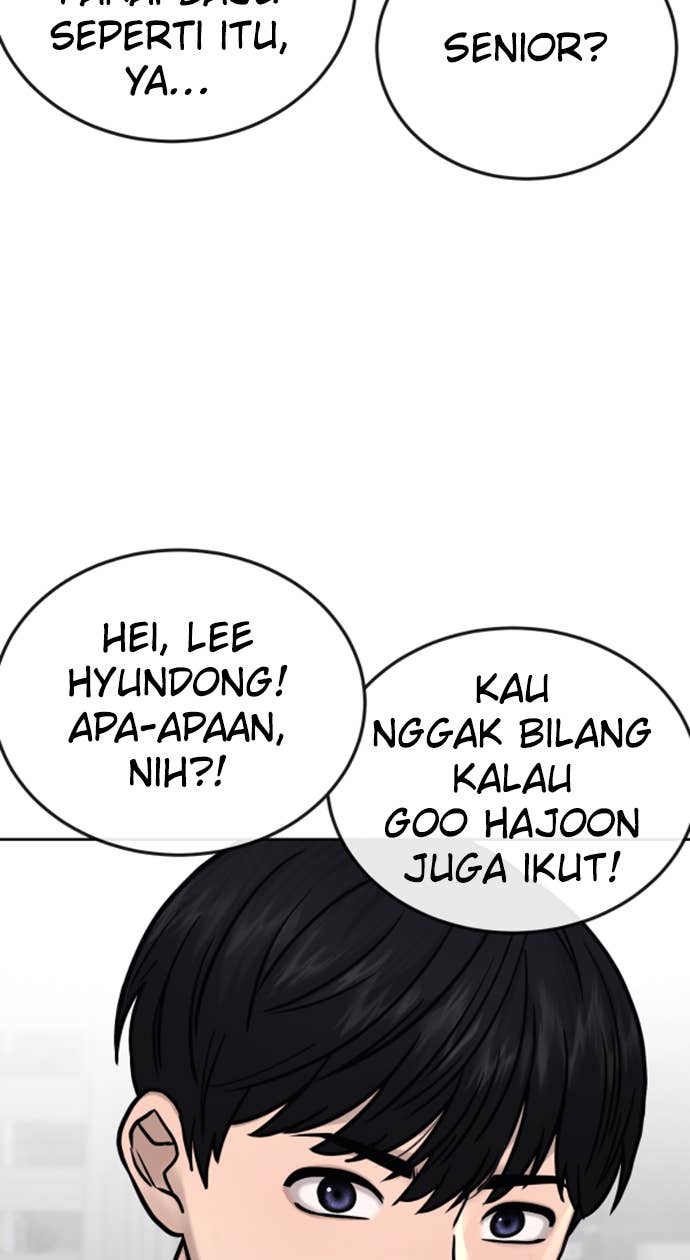 SEPERTI ITU,
YA...
SENIOR?
HEI, LEE
HYUNDONG!
APA-APAAN,
NIH?!
KAU
NGGAK BILANG
KALAU
GOO HAJOON
JUGA IKUT!